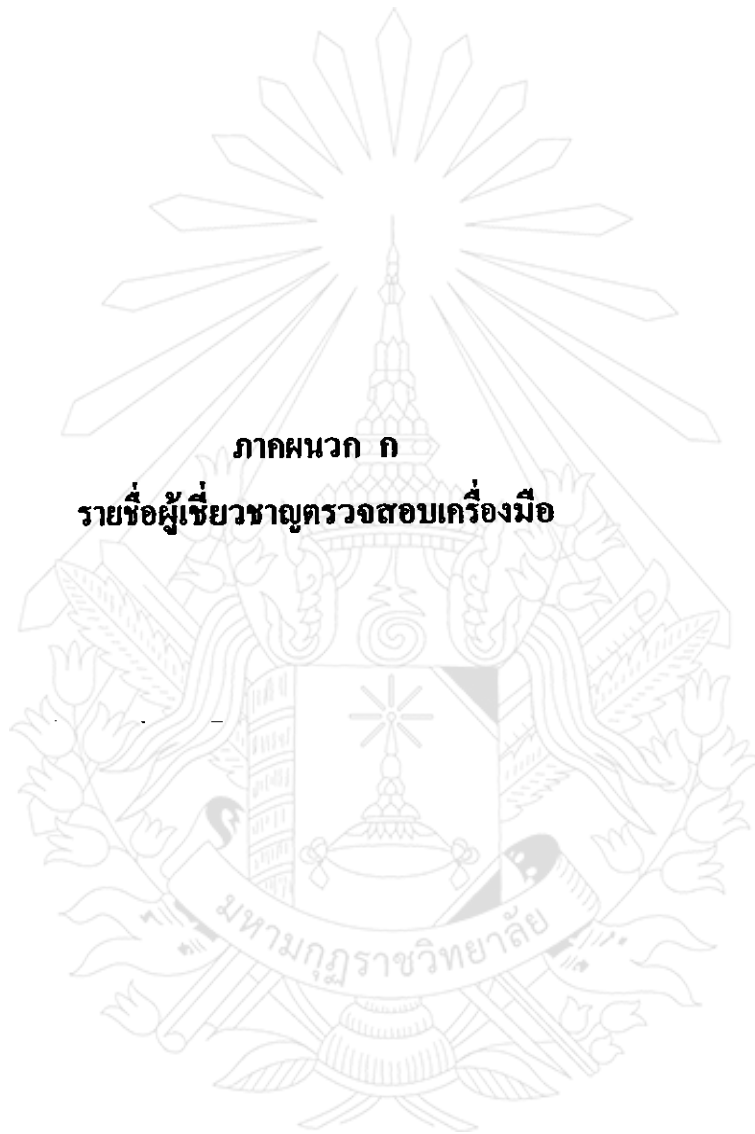 ภาคผนวก ก
รายชื่อผู้เชี่ยวชาญตรวจสอบเครื่องมือ
มหามกุฏราชวิทยาลัย